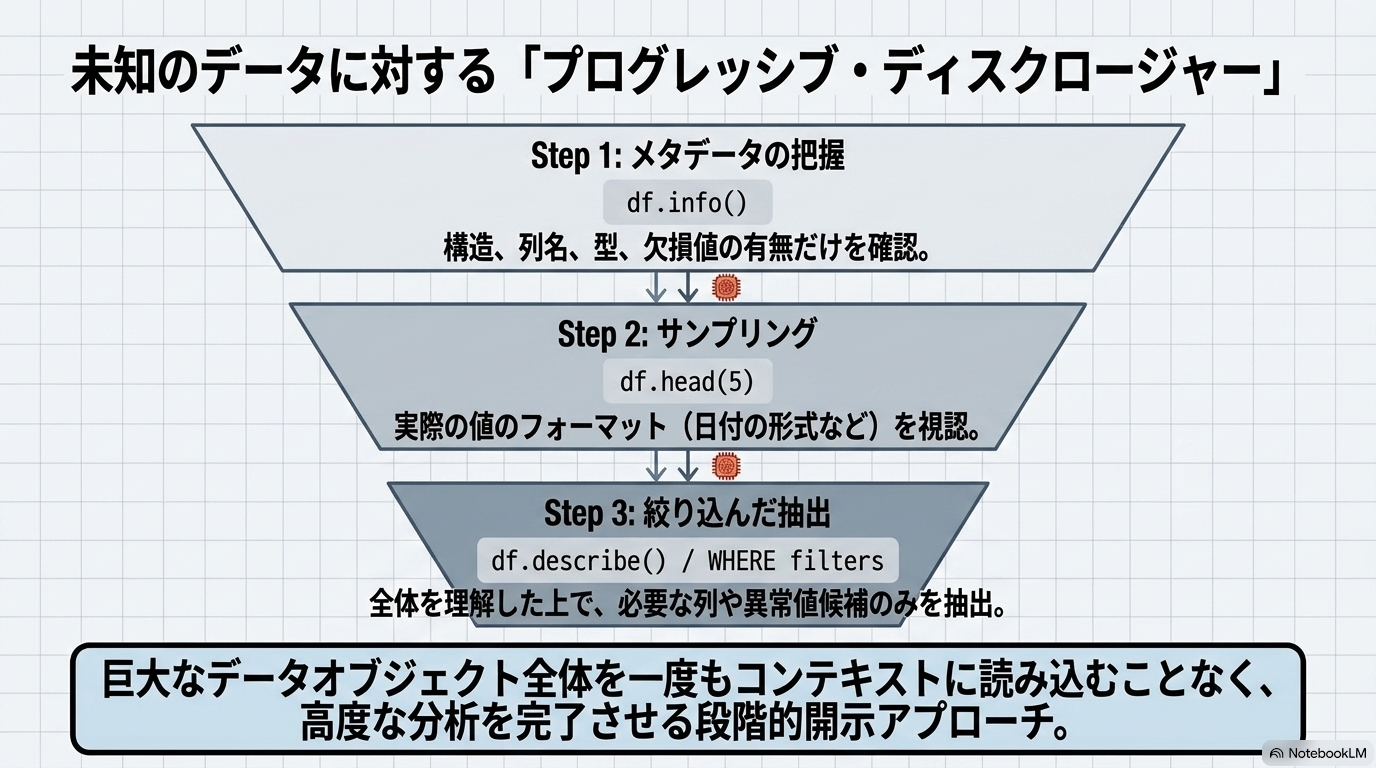 未知のデータに対する「プログレッシブ・ディスクロージャー」
Step 1: メタデータの把握
df.info()
構造、列名、型、欠損値の有無だけを確認。
Step 2: サンプリング
df.head(5)
実際の値のフォーマット（日付の形式など）を視認。
Step 3: 絞り込んだ抽出
df.describe() / WHERE filters
全体を理解した上で、必要な列や異常値候補のみを抽出。
巨大なデータオブジェクト全体を一度もコンテキストに読み込むことなく、
高度な分析を完了させる段階的開示アプローチ。
NotebookLM